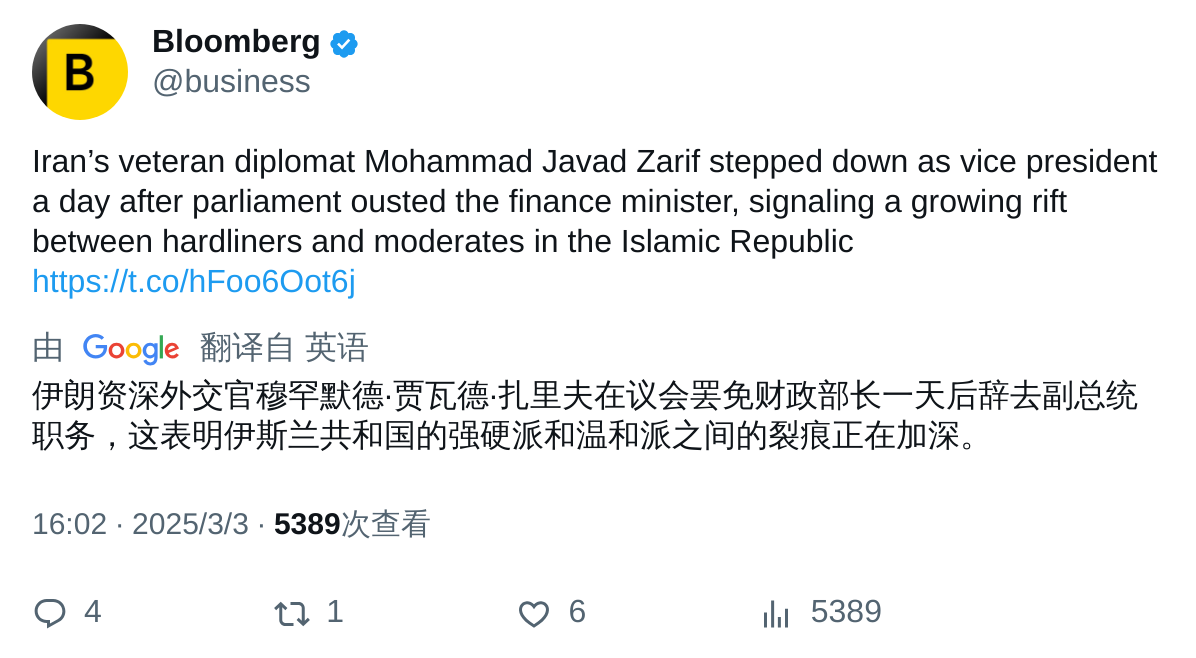 B
Bloomberg
@business
Iran’s veteran diplomat Mohammad Javad Zarif stepped down as vice president
a day after parliament ousted the finance minister, signaling a growing rift
between hardliners and moderates in the Islamic Republic
https://t.co/hFoo6Oot6j
由 Google 翻译自 英语
伊朗资深外交官穆罕默德·贾瓦德·扎里夫在议会罢免财政部长一天后辞去副总统
职务，这表明伊斯兰共和国的强硬派和温和派之间的裂痕正在加深。
16:02 · 2025/3/3 · 5389次查看
4 1 6 5389